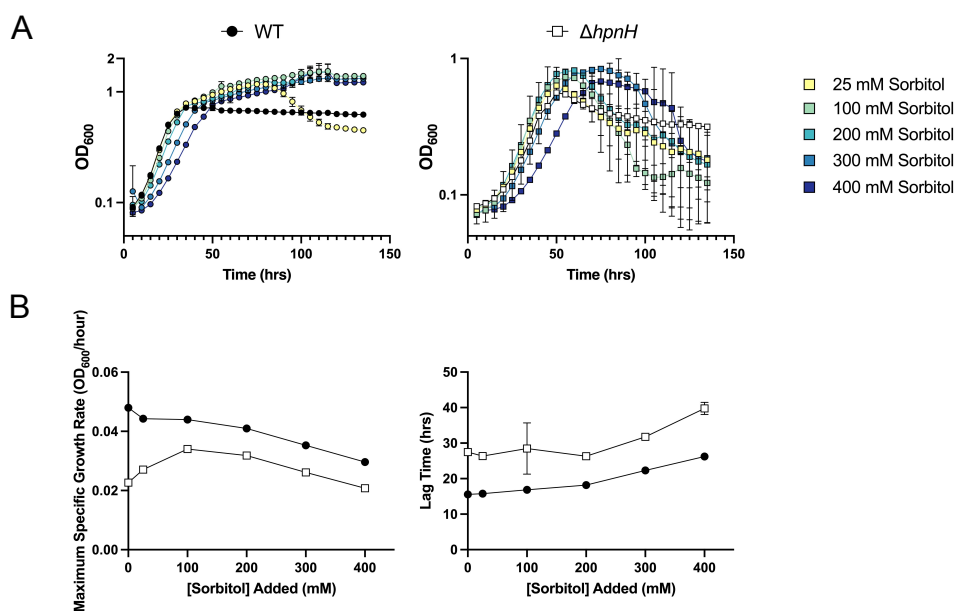 A
WT
ΔhpnH
2
1
0.1
OD600
0
50
100
150
Time (hrs)
1
0.1
OD600
0
50
100
150
Time (hrs)
25 mM Sorbitol
100 mM Sorbitol
200 mM Sorbitol
300 mM Sorbitol
400 mM Sorbitol
B
Maximum Specific Growth Rate (OD600/hour)
0.06
0.04
0.02
0.00
0
100
200
300
400
[Sorbitol] Added (mM)
Lag Time (hrs)
50
40
30
20
10
0
0
100
200
300
400
[Sorbitol] Added (mM)